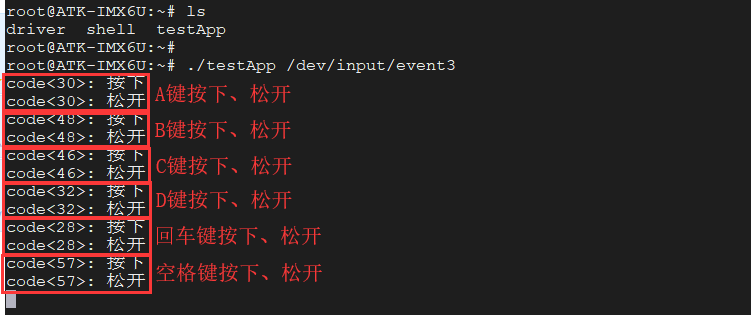 root@ATK-IMX6U:~# ls
driver shell testApp
root@ATK-IMX6U:~#
root@ATK-IMX6U:~# ./testApp /dev/input/event3
code<30>: 按下
code<30>: 松开
A键按下、松开
code<48>: 按下
code<48>: 松开
B键按下、松开
code<46>: 按下
code<46>: 松开
C键按下、松开
code<32>: 按下
code<32>: 松开
D键按下、松开
code<28>: 按下
code<28>: 松开
回车键按下、松开
code<57>: 按下
code<57>: 松开
空格键按下、松开